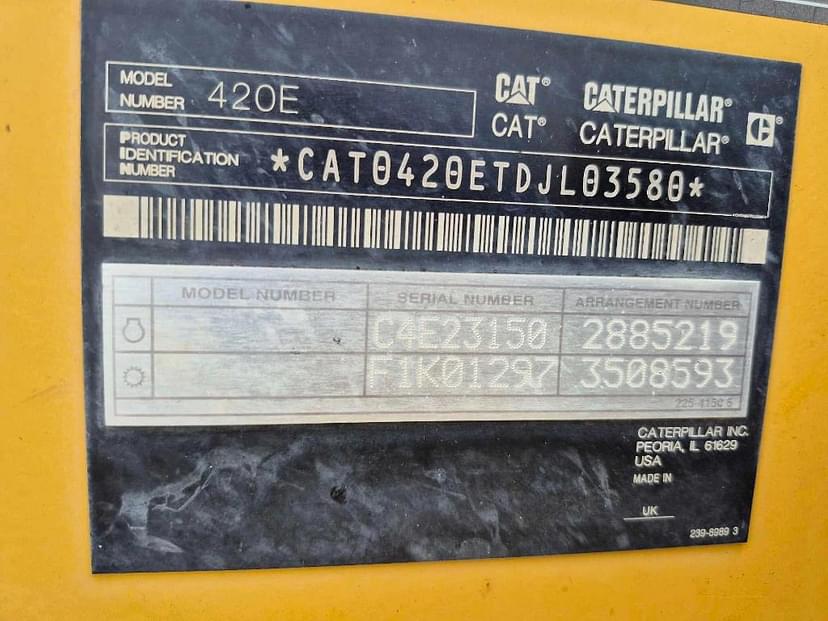 MODEL
NUMBER 420E
CAT® CATERPILLAR®
CAT® CATERPILLAR®
PRODUCT
IDENTIFICATION
NUMBER
*CAT0420ETDJL03580*
MODEL NUMBER SERIAL NUMBER ARRANGEMENT NUMBER
C4E23150 2885219
F1K01297 3508593
225-4150 5
CATERPILLAR INC.
PEORIA, IL 61629
USA
MADE IN
UK
239-8989 3